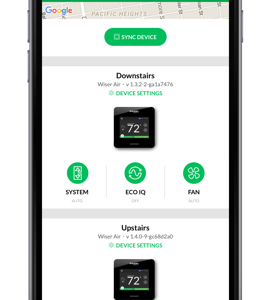 Google
PACIFIC HEIGHTS
SYNC DEVICE
Downstairs
Wiser Air - v 1.3.2-2-ga1a7476
DEVICE SETTINGS
72
SYSTEM ECO IQ FAN
AUTO OFF AUTO
Upstairs
Wiser Air - v 1.4.0-9-gc68d2a0
DEVICE SETTINGS
72